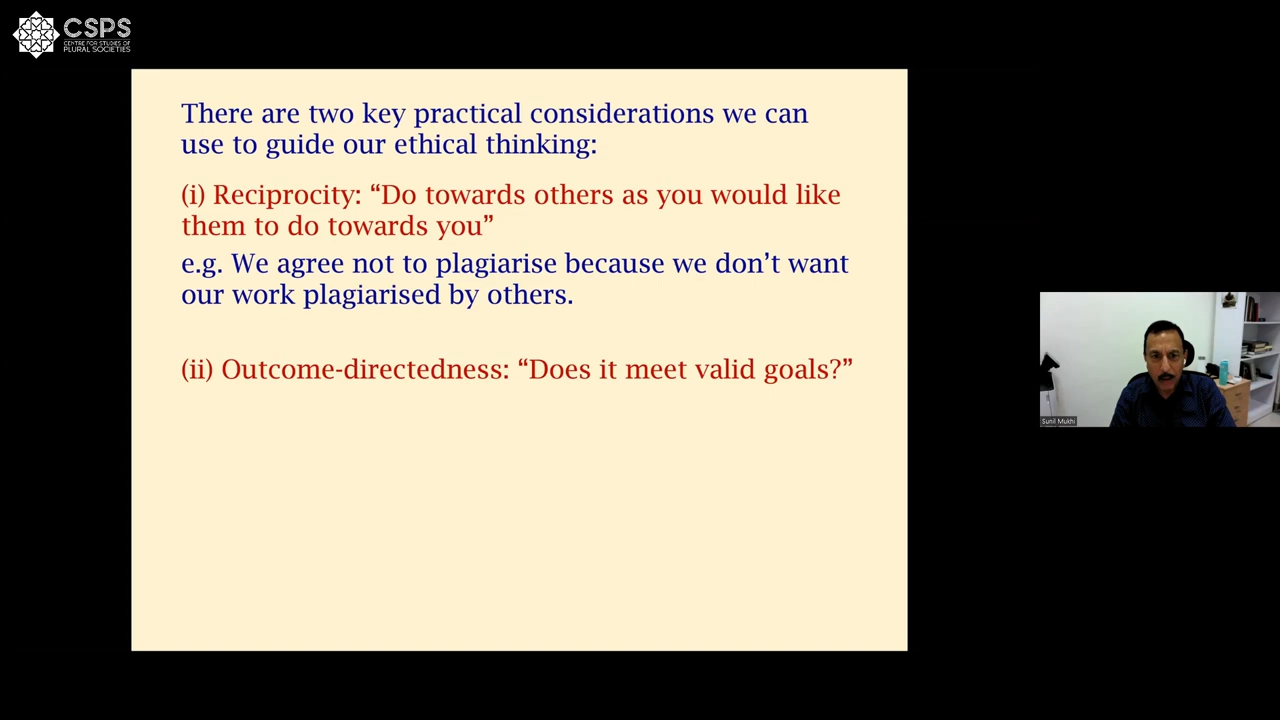 CSPS
CENTRE FOR STUDIES OF
PLURAL SOCIETIES
There are two key practical considerations we can
use to guide our ethical thinking:
(i) Reciprocity: “Do towards others as you would like
them to do towards you”
e.g. We agree not to plagiarise because we don’t want
our work plagiarised by others.
(ii) Outcome-directedness: “Does it meet valid goals?”
Sunil Mukhi